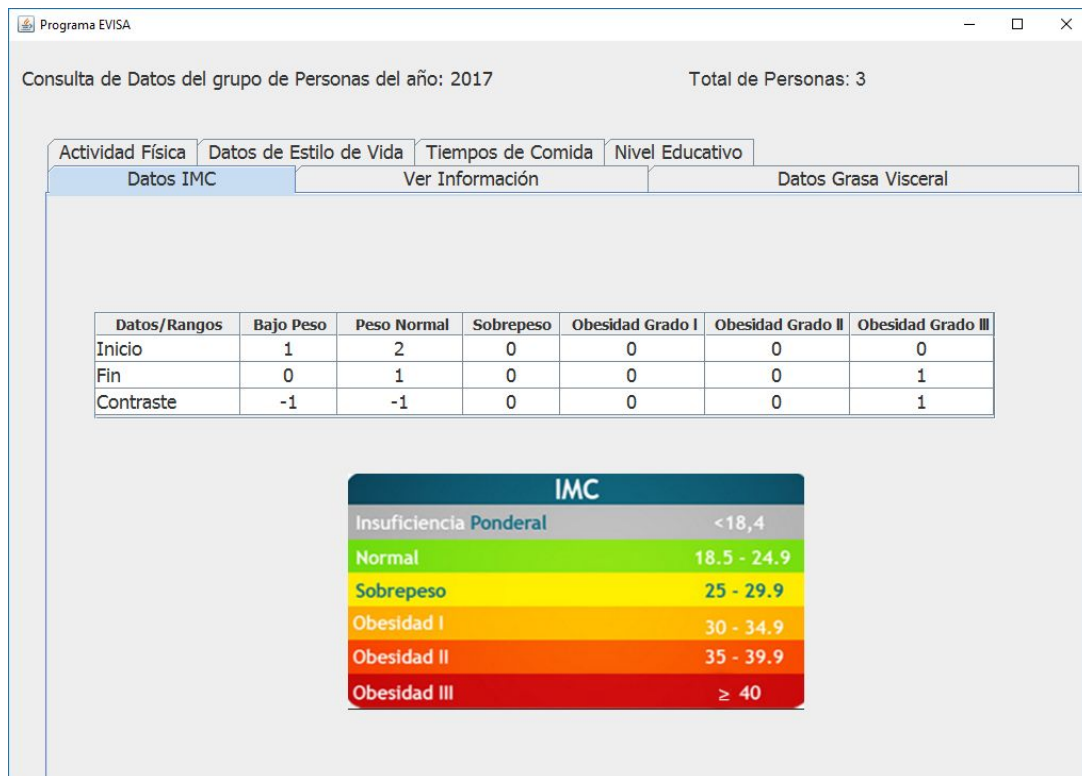 Programa EVISA
Consulta de Datos del grupo de Personas del año: 2017 Total de Personas: 3
Actividad Física Datos de Estilo de Vida Tiempos de Comida Nivel Educativo
Datos IMC Ver Información Datos Grasa Visceral
Datos/Rangos Bajo Peso Peso Normal Sobrepeso Obesidad Grado I Obesidad Grado II Obesidad Grado III
Inicio 1 2 0 0 0 0
Fin 0 1 0 0 0 1
Contraste -1 -1 0 0 0 1
IMC
Insuficiencia Ponderal <18,4
Normal 18.5 - 24.9
Sobrepeso 25 - 29.9
Obesidad I 30 - 34.9
Obesidad II 35 - 39.9
Obesidad III ≥ 40